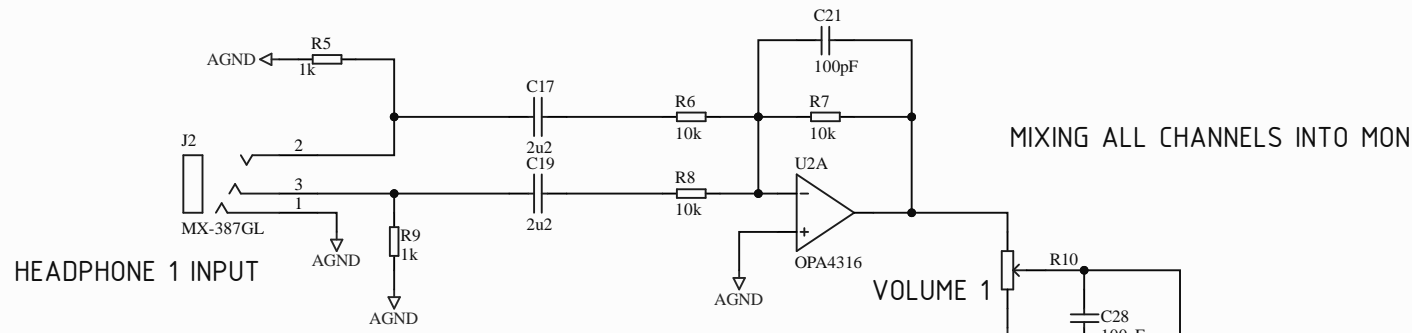 C21
100pF
R5
AGND
1k
C17
2u2
R6
10k
R7
10k
MIXING ALL CHANNELS INTO MON
J2
2
3
1
MX-387GL
C19
2u2
R8
10k
U2A
OPA4316
AGND
R9
1k
AGND
AGND
HEADPHONE 1 INPUT
VOLUME 1
R10
C28